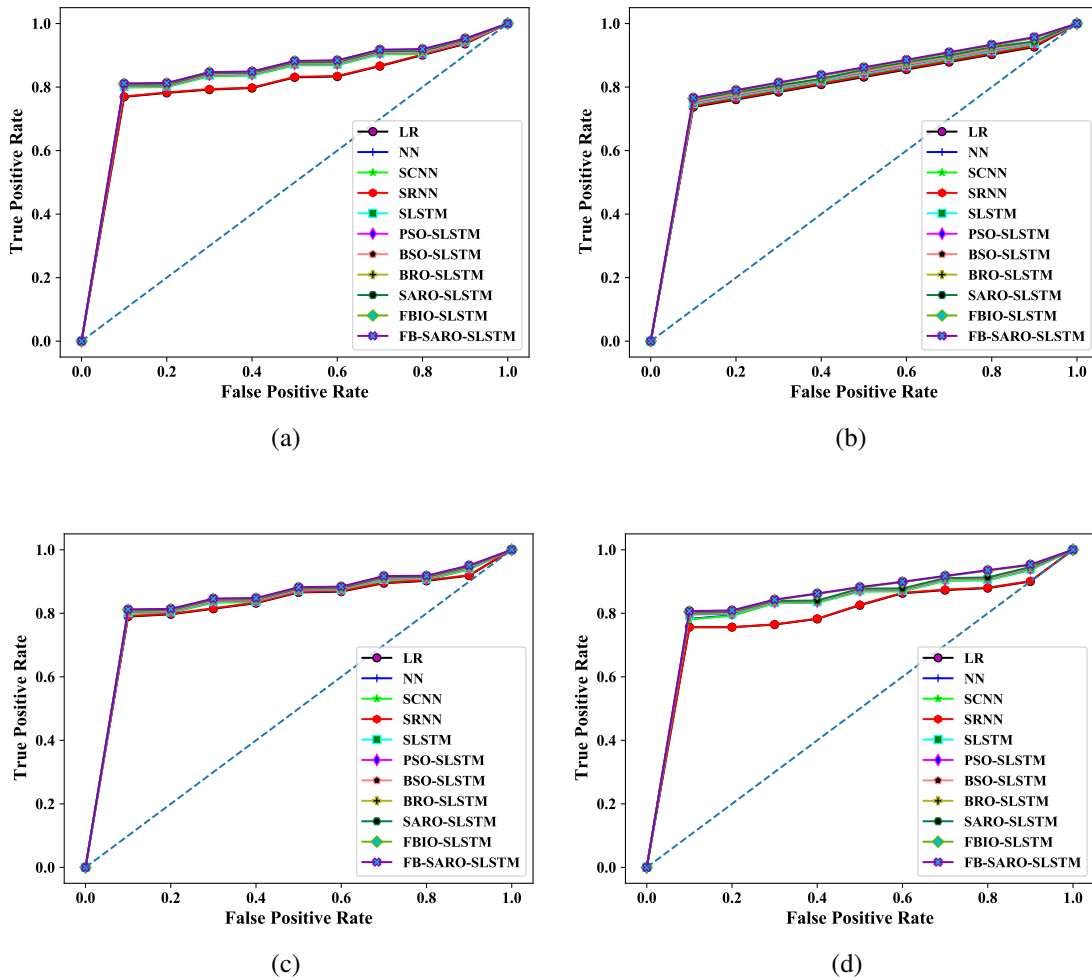 1.0
0.8
0.6
0.4
0.2
0.0
True Positive Rate
0.0 0.2 0.4 0.6 0.8 1.0
False Positive Rate
LR
NN
SCNN
SRNN
SLSTM
PSO-SLSTM
BSO-SLSTM
BRO-SLSTM
SARO-SLSTM
FBIO-SLSTM
FB-SARO-SLSTM
(a)
1.0
0.8
0.6
0.4
0.2
0.0
True Positive Rate
0.0 0.2 0.4 0.6 0.8 1.0
False Positive Rate
LR
NN
SCNN
SRNN
SLSTM
PSO-SLSTM
BSO-SLSTM
BRO-SLSTM
SARO-SLSTM
FBIO-SLSTM
FB-SARO-SLSTM
(b)
1.0
0.8
0.6
0.4
0.2
0.0
True Positive Rate
0.0 0.2 0.4 0.6 0.8 1.0
False Positive Rate
LR
NN
SCNN
SRNN
SLSTM
PSO-SLSTM
BSO-SLSTM
BRO-SLSTM
SARO-SLSTM
FBIO-SLSTM
FB-SARO-SLSTM
(c)
1.0
0.8
0.6
0.4
0.2
0.0
True Positive Rate
0.0 0.2 0.4 0.6 0.8 1.0
False Positive Rate
LR
NN
SCNN
SRNN
SLSTM
PSO-SLSTM
BSO-SLSTM
BRO-SLSTM
SARO-SLSTM
FBIO-SLSTM
FB-SARO-SLSTM
(d)